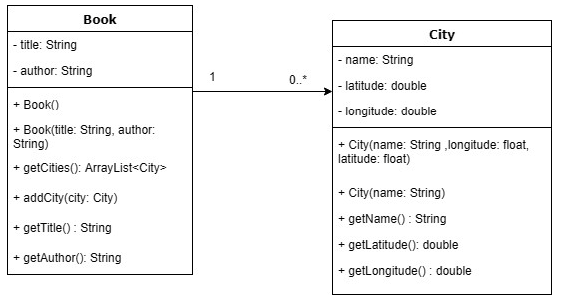 Book
- title: String
- author: String
+ Book()
+ Book(title: String, author:
String)
+ getCities(): ArrayList<City>
+ addCity(city: City)
+ getTitle() : String
+ getAuthor(): String
1
0..*
City
- name: String
- latitude: double
- longitude: double
+ City(name: String ,longitude: float,
latitude: float)
+ City(name: String)
+ getName() : String
+ getLatitude(): double
+ getLongitude() : double